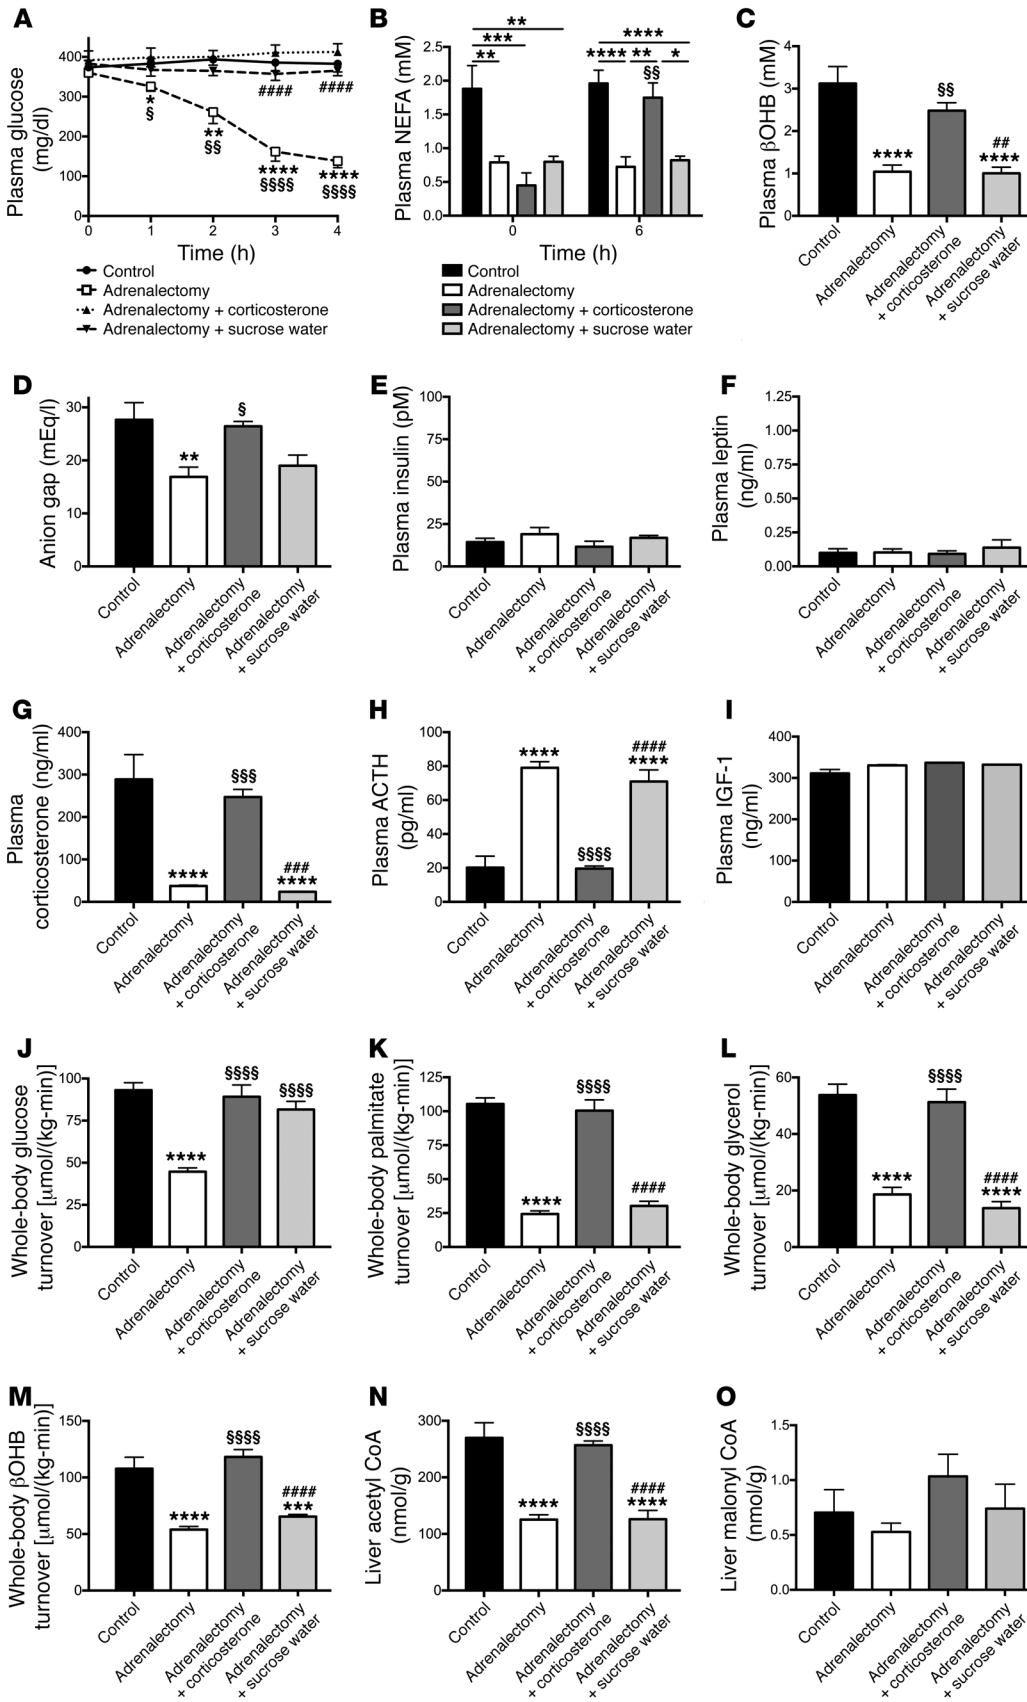 A
Plasma glucose
(mg/dl)
400
300
200
100
0
*
§
**
§§
####
****
§§§§
####
****
§§§§
0 1 2 3 4
Time (h)
Control
Adrenalectomy
Adrenalectomy + corticosterone
Adrenalectomy + sucrose water
B
Plasma NEFA (mM)
2.5
2.0
1.5
1.0
0.5
0.0
**
***
**
****
**** ** *
§§
0 6
Time (h)
Control
Adrenalectomy
Adrenalectomy + corticosterone
Adrenalectomy + sucrose water
C
Plasma βOHB (mM)
4
3
2
1
0
****
§§
##
****
Control
Adrenalectomy
Adrenalectomy
+ corticosterone
Adrenalectomy
+ sucrose water
D
Anion gap (mEq/l)
30
20
10
0
**
§
Control
Adrenalectomy
Adrenalectomy
+ corticosterone
Adrenalectomy
+ sucrose water
E
Plasma insulin (pM)
100
75
50
25
0
Control
Adrenalectomy
Adrenalectomy
+ corticosterone
Adrenalectomy
+ sucrose water
F
Plasma leptin
(ng/ml)
1.25
1.00
0.75
0.50
0.25
0.00
Control
Adrenalectomy
Adrenalectomy
+ corticosterone
Adrenalectomy
+ sucrose water
G
Plasma
corticosterone (ng/ml)
400
300
200
100
0
****
§§§
###
****
Control
Adrenalectomy
Adrenalectomy
+ corticosterone
Adrenalectomy
+ sucrose water
H
Plasma ACTH
(pg/ml)
100
80
60
40
20
0
****
§§§§
####
****
Control
Adrenalectomy
Adrenalectomy
+ corticosterone
Adrenalectomy
+ sucrose water
I
Plasma IGF-1
(ng/ml)
400
300
200
100
0
Control
Adrenalectomy
Adrenalectomy
+ corticosterone
Adrenalectomy
+ sucrose water
J
Whole-body glucose
turnover [μmol/(kg-min)]
100
75
50
25
0
****
§§§§
§§§§
Control
Adrenalectomy
Adrenalectomy
+ corticosterone
Adrenalectomy
+ sucrose water
K
Whole-body palmitate
turnover [μmol/(kg-min)]
125
100
75
50
25
0
****
§§§§
####
Control
Adrenalectomy
Adrenalectomy
+ corticosterone
Adrenalectomy
+ sucrose water
L
Whole-body glycerol
turnover [μmol/(kg-min)]
60
40
20
0
****
§§§§
####
****
Control
Adrenalectomy
Adrenalectomy
+ corticosterone
Adrenalectomy
+ sucrose water
M
Whole-body βOHB
turnover [μmol/(kg-min)]
150
100
50
0
****
§§§§
####
***
Control
Adrenalectomy
Adrenalectomy
+ corticosterone
Adrenalectomy
+ sucrose water
N
Liver acetyl CoA
(nmol/g)
300
200
100
0
****
§§§§
####
****
Control
Adrenalectomy
Adrenalectomy
+ corticosterone
Adrenalectomy
+ sucrose water
O
Liver malonyl CoA
(nmol/g)
1.5
1.0
0.5
0.0
Control
Adrenalectomy
Adrenalectomy
+ corticosterone
Adrenalectomy
+ sucrose water